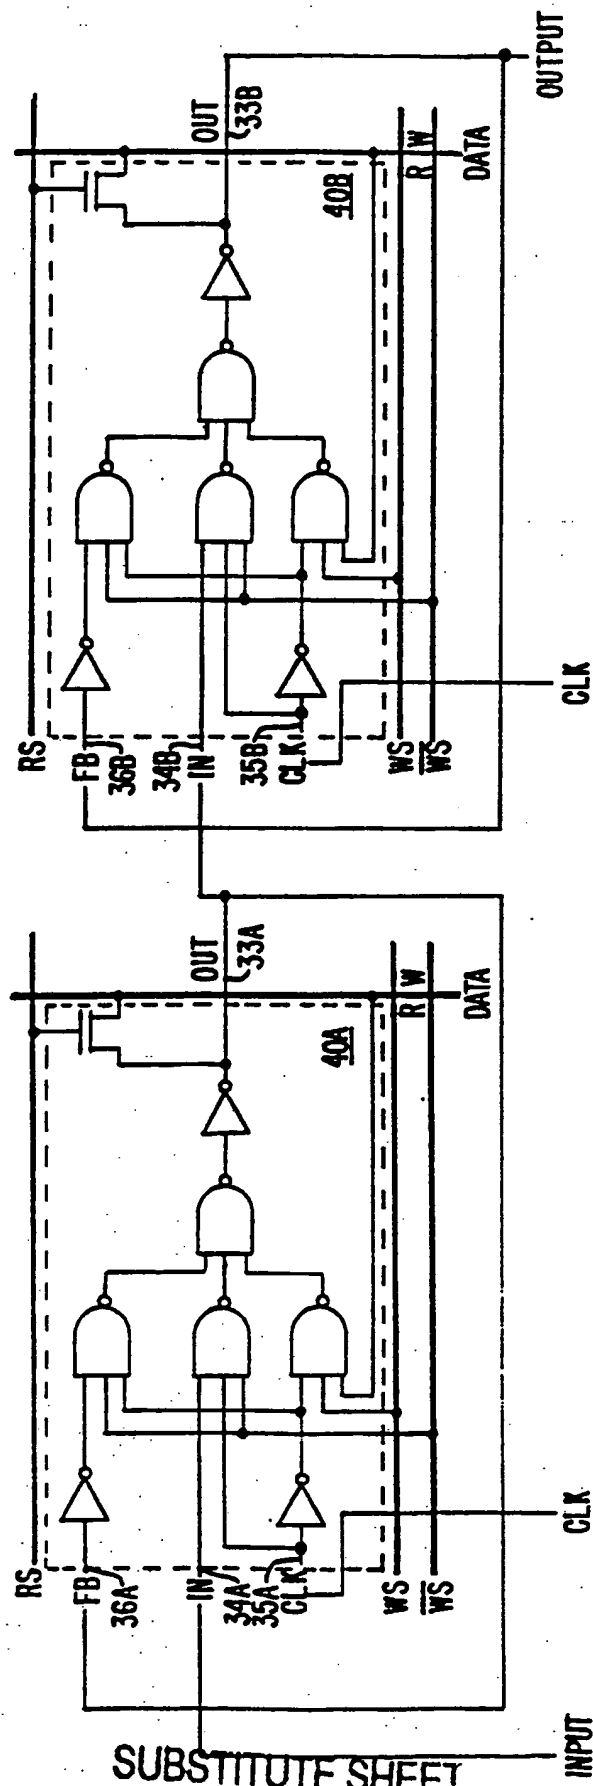 RS
FB
36B
34B
IN
35B
CLK
WS
WS
OUT
33B
40B
R W
DATA
OUTPUT
CLK
RS
FB
36A
IN
34A
35A
CLK
WS
WS
OUT
33A
40A
R W
DATA
CLK
INPUT
SUBSTITUTE SHEET